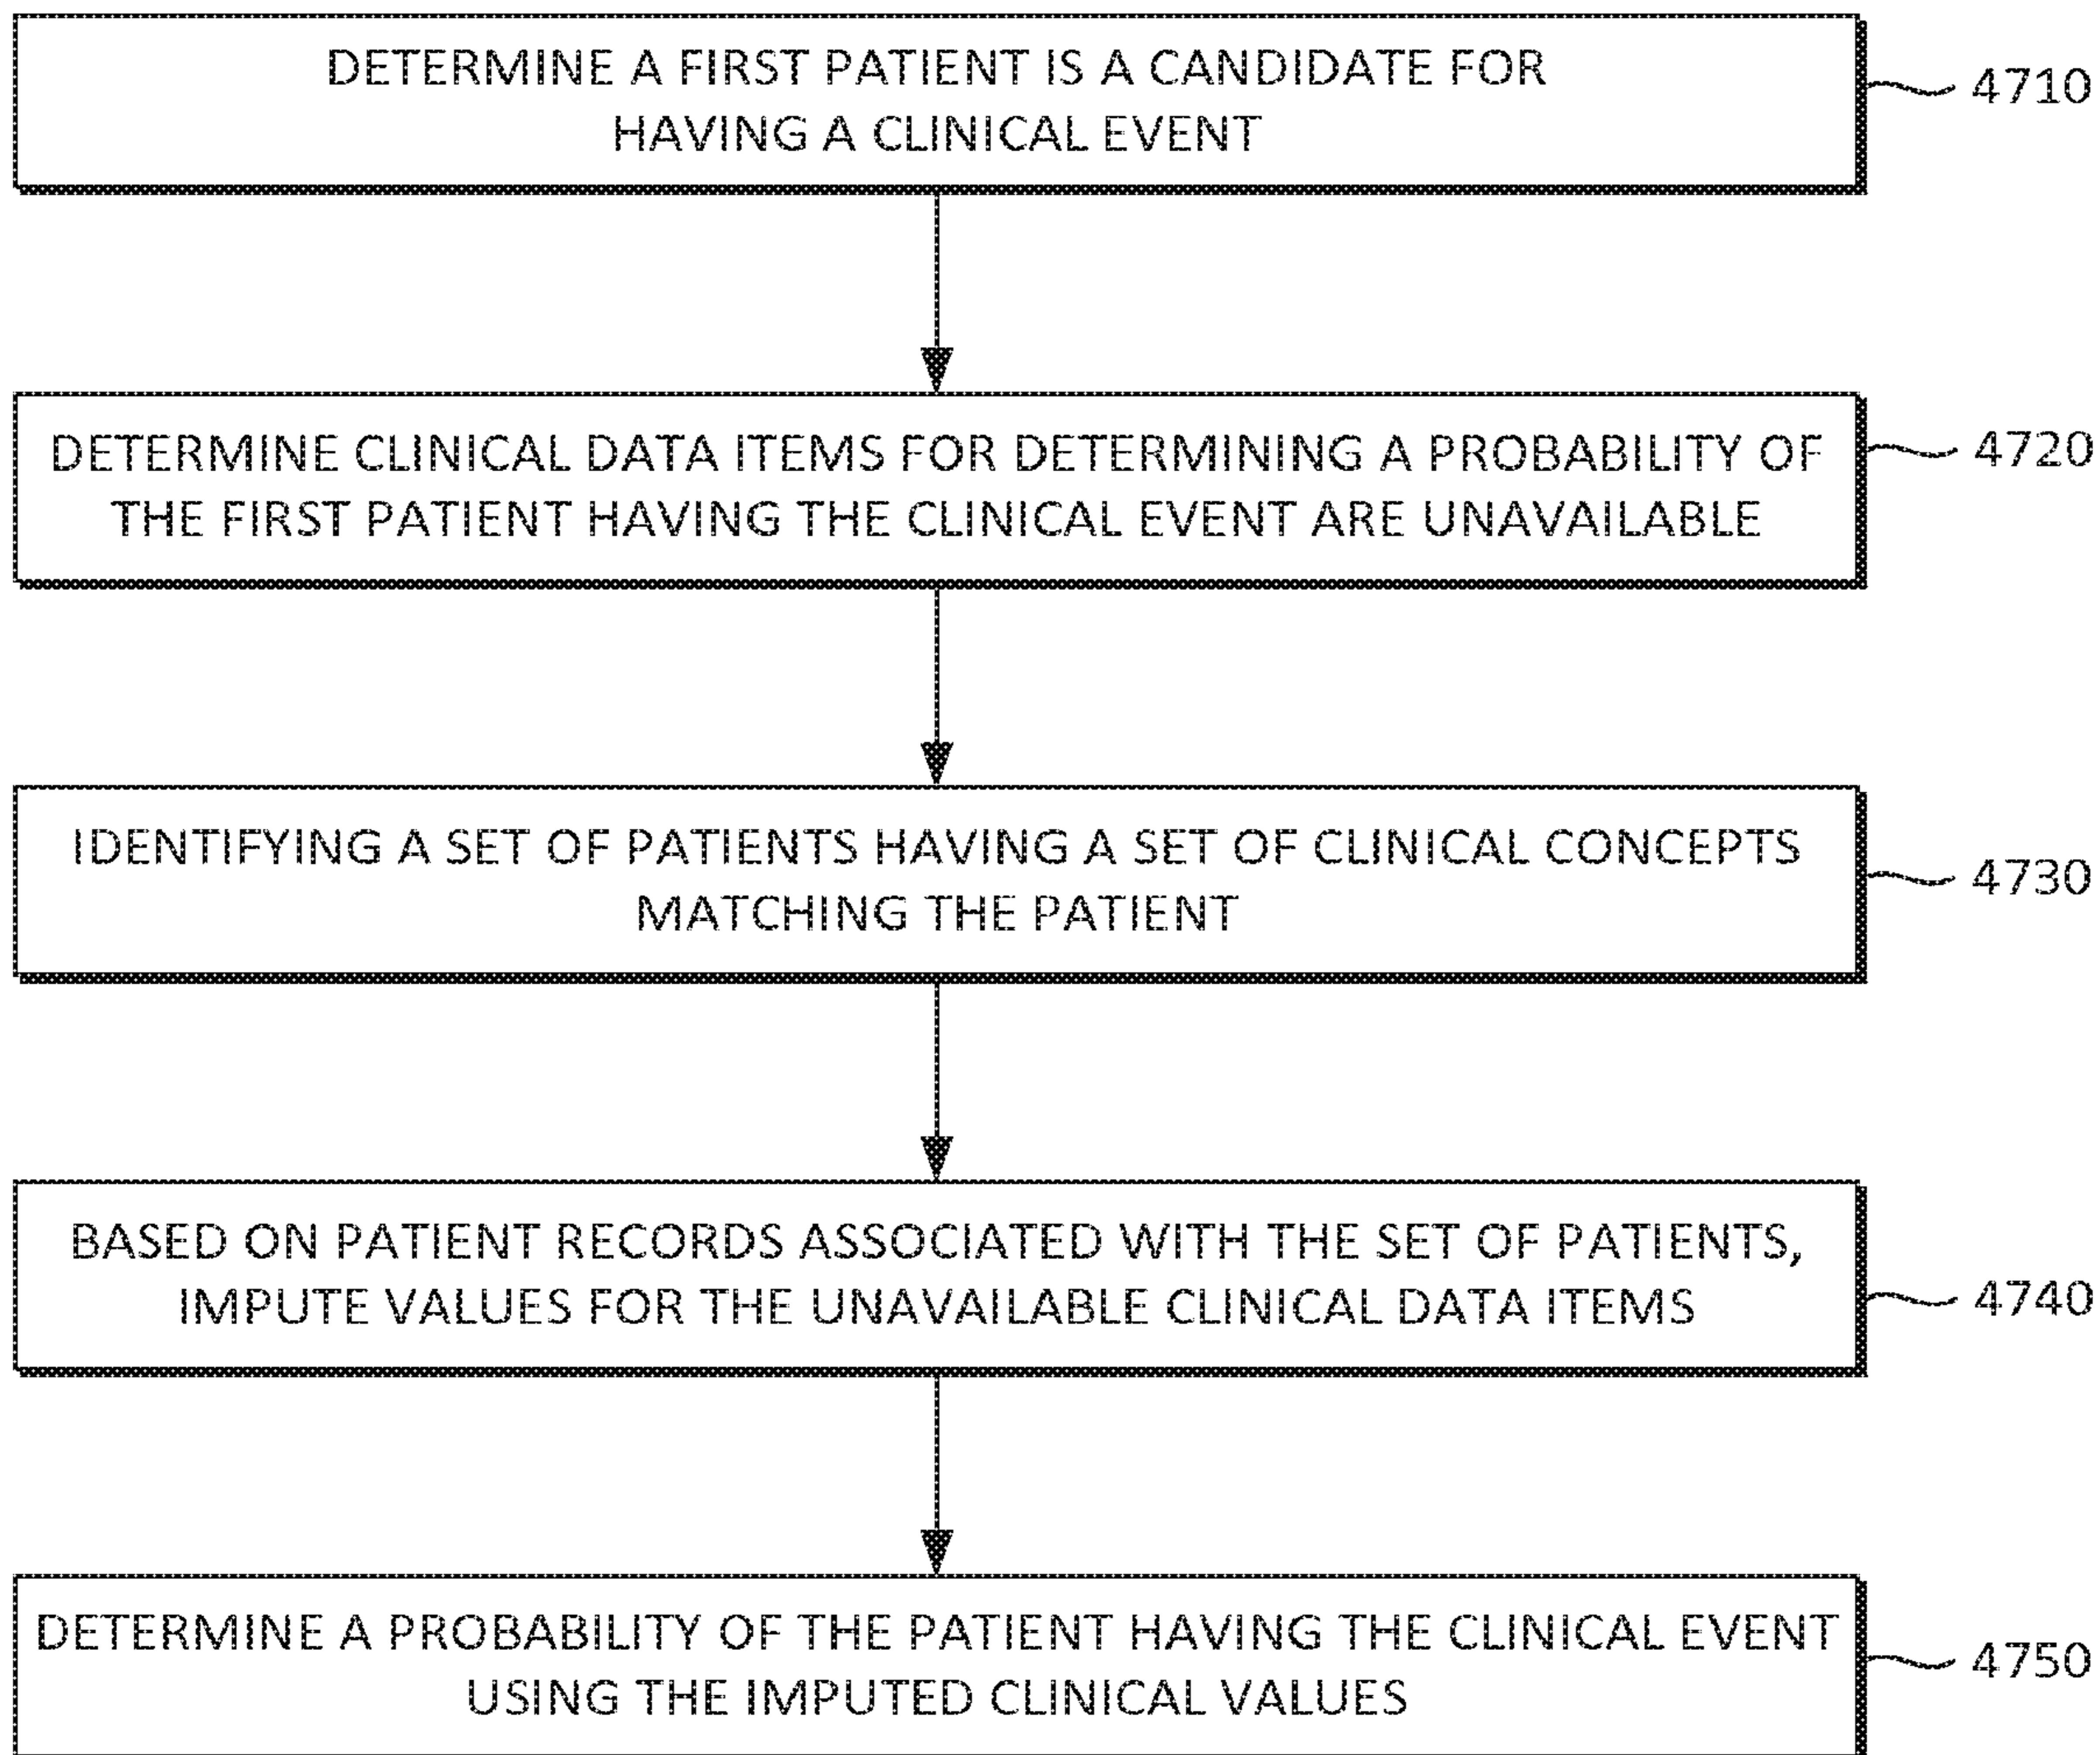 DETERMINE A FIRST PATIENT IS A CANDIDATE FOR
HAVING A CLINICAL EVENT
4710
DETERMINE CLINICAL DATA ITEMS FOR DETERMINING A PROBABILITY OF
THE FIRST PATIENT HAVING THE CLINICAL EVENT ARE UNAVAILABLE
4720
IDENTIFYING A SET OF PATIENTS HAVING A SET OF CLINICAL CONCEPTS
MATCHING THE PATIENT
4730
BASED ON PATIENT RECORDS ASSOCIATED WITH THE SET OF PATIENTS,
IMPUTE VALUES FOR THE UNAVAILABLE CLINICAL DATA ITEMS
4740
DETERMINE A PROBABILITY OF THE PATIENT HAVING THE CLINICAL EVENT
USING THE IMPUTED CLINICAL VALUES
4750